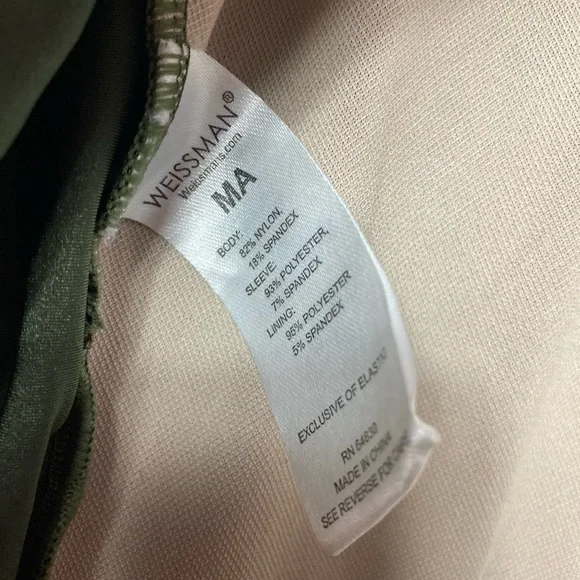 WEISSMAN®
Weissmans.com
MA
BODY:
82% NYLON,
18% SPANDEX
SLEEVE:
93% POLYESTER,
7% SPANDEX
LINING:
95% POLYESTER
5% SPANDEX
EXCLUSIVE OF ELASTIC
RN 64630
MADE IN CHINA
SEE REVERSE FOR CARE